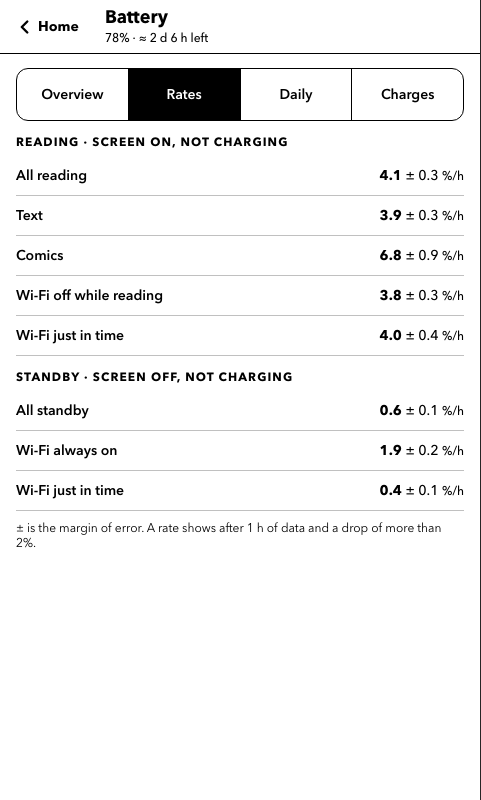 Home
Battery
78% · ≈ 2 d 6 h left
Overview
Rates
Daily
Charges
READING · SCREEN ON, NOT CHARGING
All reading 4.1 ± 0.3 %/h
Text 3.9 ± 0.3 %/h
Comics 6.8 ± 0.9 %/h
Wi-Fi off while reading 3.8 ± 0.3 %/h
Wi-Fi just in time 4.0 ± 0.4 %/h
STANDBY · SCREEN OFF, NOT CHARGING
All standby 0.6 ± 0.1 %/h
Wi-Fi always on 1.9 ± 0.2 %/h
Wi-Fi just in time 0.4 ± 0.1 %/h
± is the margin of error. A rate shows after 1 h of data and a drop of more than
2%.